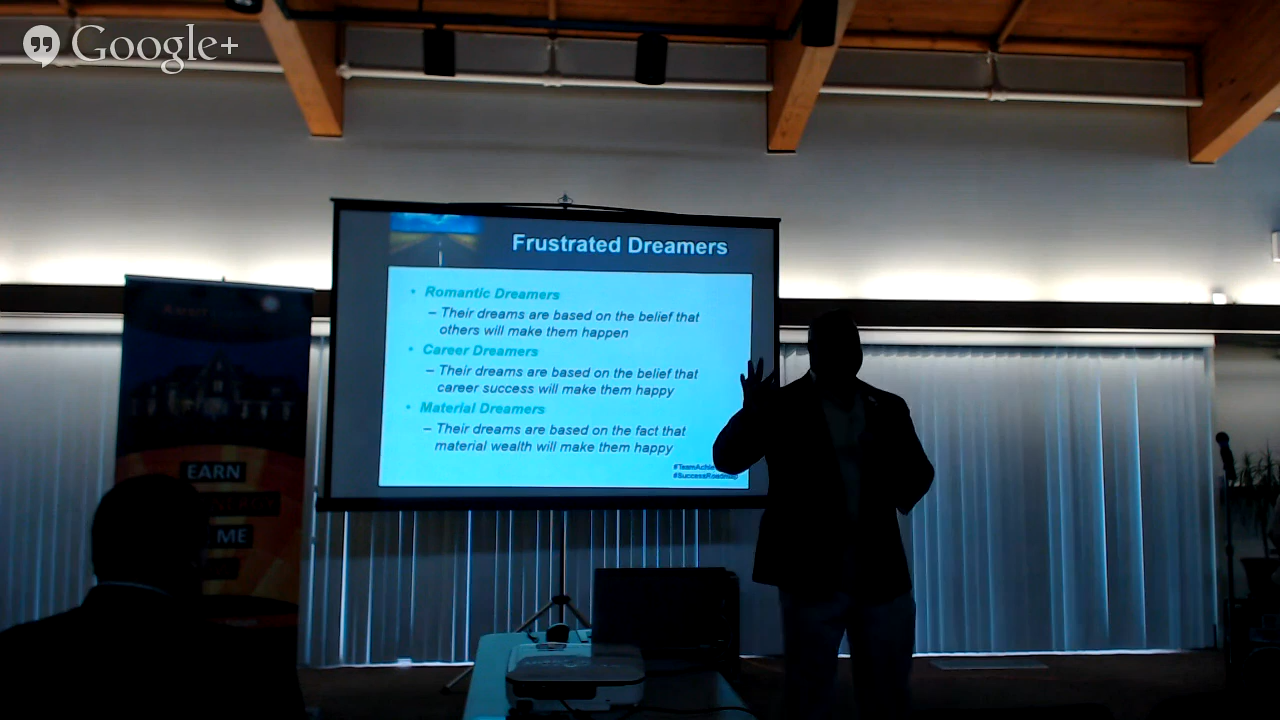 Google+
Frustrated Dreamers
• Romantic Dreamers
– Their dreams are based on the belief that
others will make them happen
• Career Dreamers
– Their dreams are based on the belief that
career success will make them happy
• Material Dreamers
– Their dreams are based on the fact that
material wealth will make them happy
#SuccessRoadmap
EARN
ME